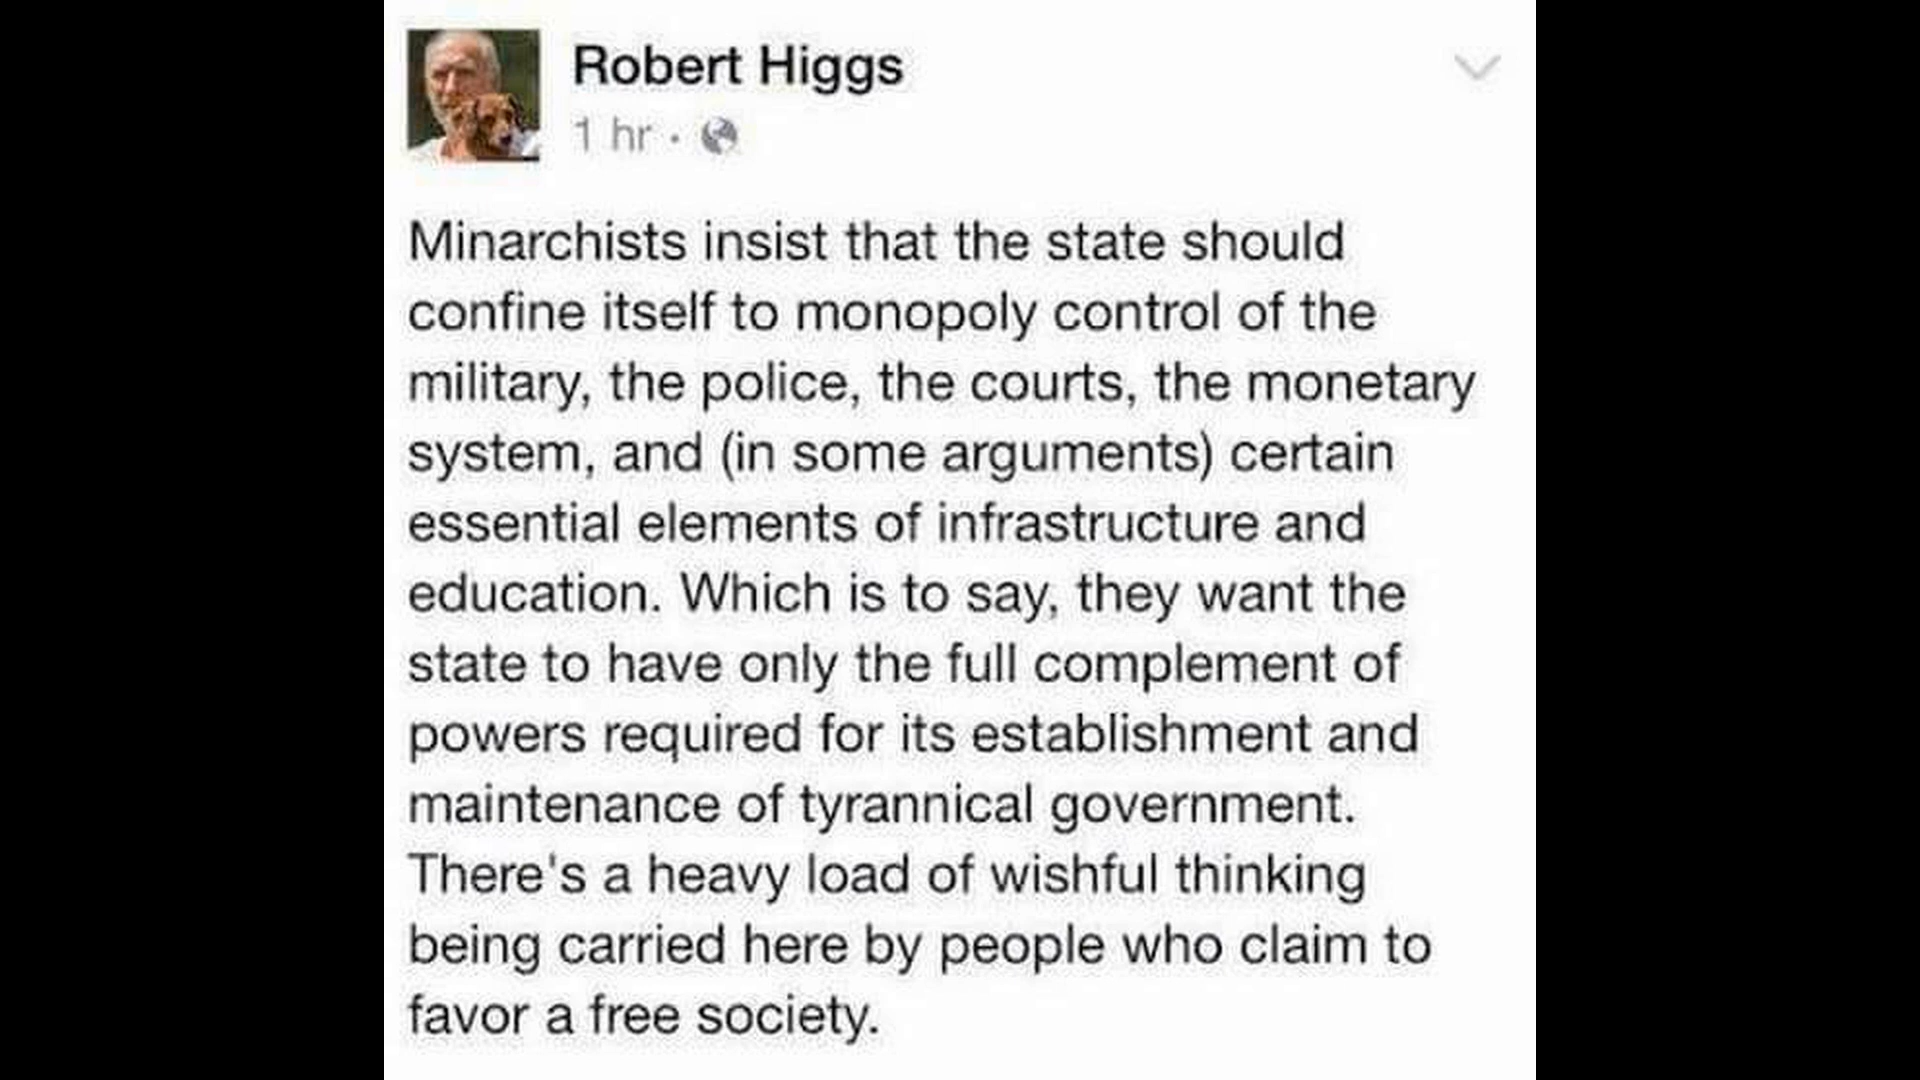 Robert Higgs
1 hr ·
Minarchists insist that the state should
confine itself to monopoly control of the
military, the police, the courts, the monetary
system, and (in some arguments) certain
essential elements of infrastructure and
education. Which is to say, they want the
state to have only the full complement of
powers required for its establishment and
maintenance of tyrannical government.
There's a heavy load of wishful thinking
being carried here by people who claim to
favor a free society.